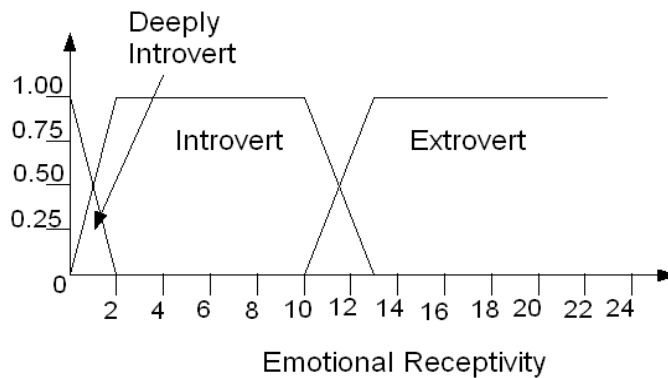 Deeply
Introvert
1.00
0.75
0.50
0.25
0
Introvert
Extrovert
2 4 6 8 10 12 14 16 18 20 22 24
Emotional Receptivity